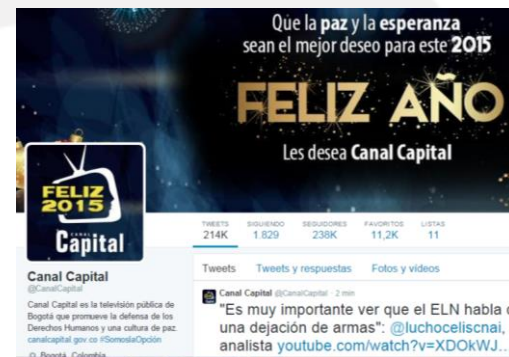 Que la paz y la esperanza
sean el mejor deseo para este 2015
FELIZ AÑO
Les desea Canal Capital
FELIZ
2015
CANAL
Capital
TWEETS SIGUIENDO SEGUIDORES FAVORITOS LISTAS
214K 1.829 238K 11,2K 11
Canal Capital
@CanalCapital
Canal Capital es la televisión pública de
Bogotá que promueve la defensa de los
Derechos Humanos y una cultura de paz.
canalcapital.gov.co #SomoslaOpción
Bogotá, Colombia
Tweets Tweets y respuestas Fotos y vídeos
Canal Capital @CanalCapital · 2 min
"Es muy importante ver que el ELN habla
una dejación de armas": @luchoceliscnai,
analista youtube.com/watch?v=XDOkWJ...